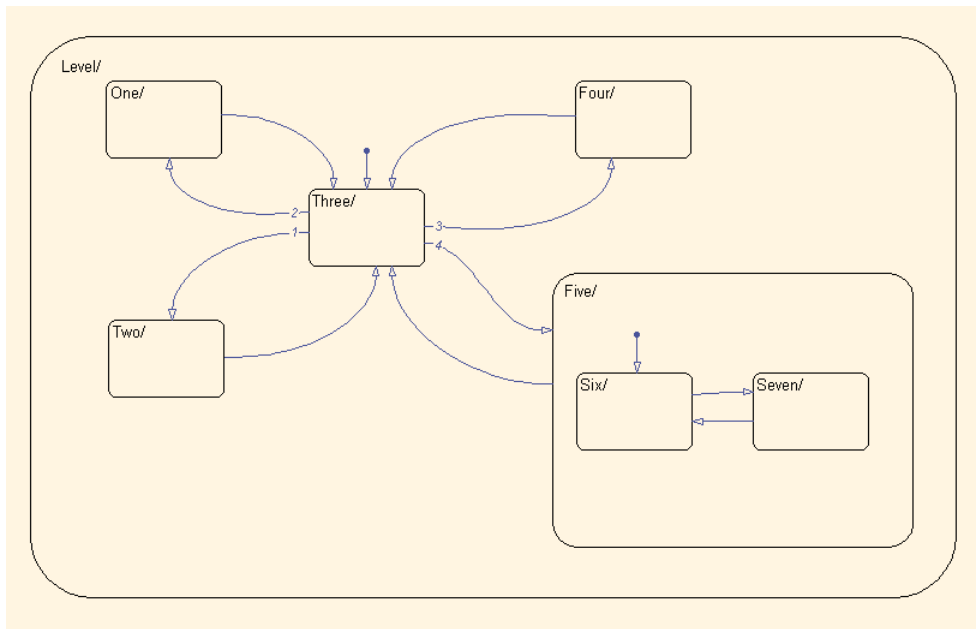 Level/
One/
Four/
Three/
2
1
3
4
Five/
Two/
Six/
Seven/